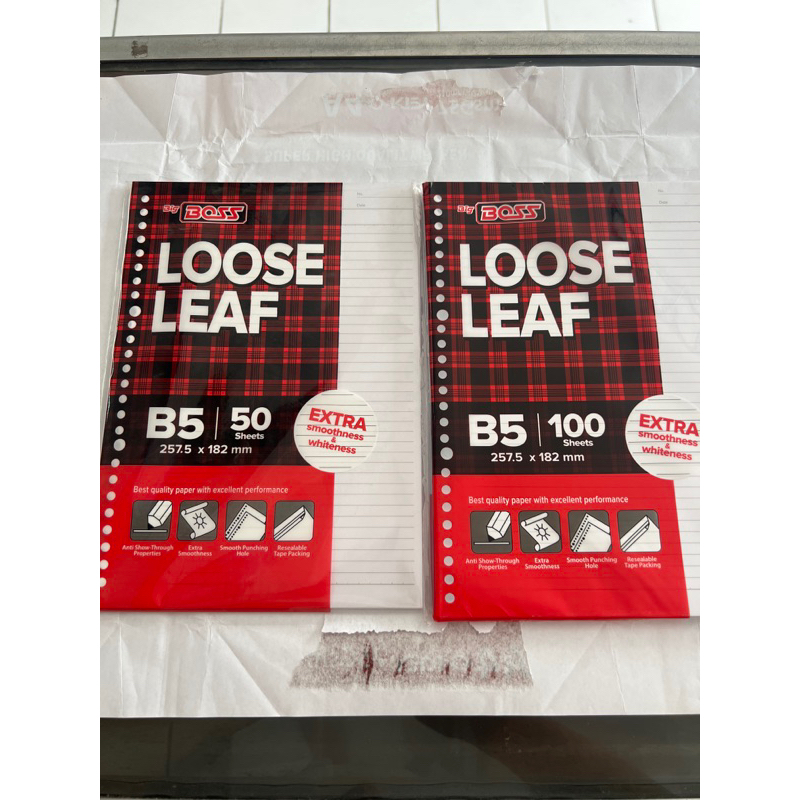 Big BOSS
LOOSE
LEAF
B5 | 50
Sheets
257.5 x 182 mm
EXTRA
smoothness
&
whiteness
Best quality paper with excellent performance
Anti Show-Through
Properties
Extra
Smoothness
Smooth Punching
Hole
Resealable
Tape Packing
Big BOSS
LOOSE
LEAF
B5 | 100
Sheets
257.5 x 182 mm
EXTRA
smoothness
&
whiteness
Best quality paper with excellent performance
Anti Show-Through
Properties
Extra
Smoothness
Smooth Punching
Hole
Resealable
Tape Packing